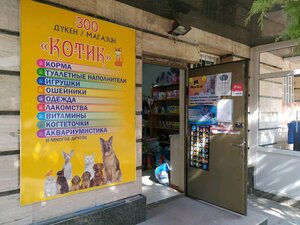 ЗОО
ДҮКЕН / МАГАЗИН
«КОТИК»
КОРМА
ТУАЛЕТНЫЕ НАПОЛНИТЕЛИ
ИГРУШКИ
ОШЕЙНИКИ
ОДЕЖДА
ЛАКОМСТВА
ВИТАМИНЫ
КОГТЕТОЧКИ
АКВАРИУМИСТИКА
И МНОГОЕ ДРУГОЕ